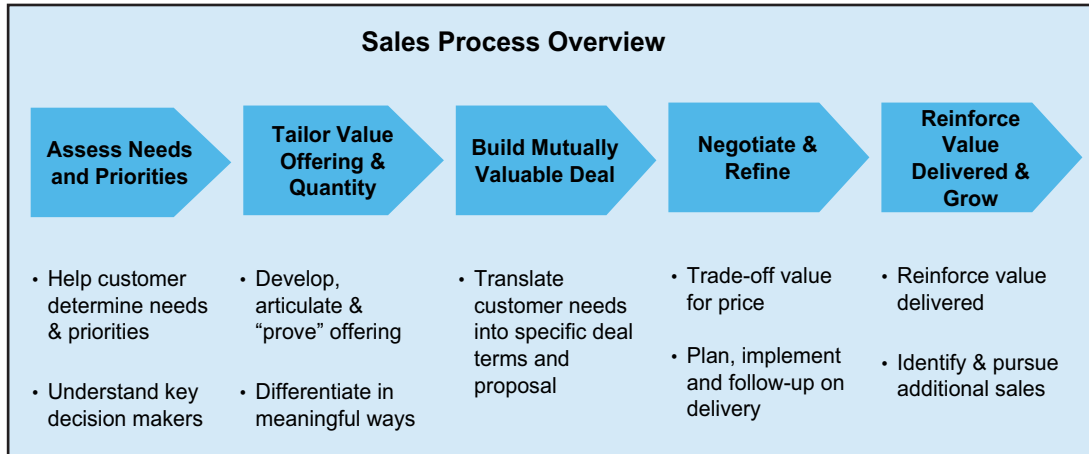 Sales Process Overview
Assess Needs
and Priorities
Tailor Value
Offering &
Quantity
Build Mutually
Valuable Deal
Negotiate &
Refine
Reinforce
Value
Delivered &
Grow
• Help customer
determine needs
& priorities
• Understand key
decision makers
• Develop,
articulate &
“prove” offering
• Differentiate in
meaningful ways
• Translate
customer needs
into specific deal
terms and
proposal
• Trade-off value
for price
• Plan, implement
and follow-up on
delivery
• Reinforce value
delivered
• Identify & pursue
additional sales